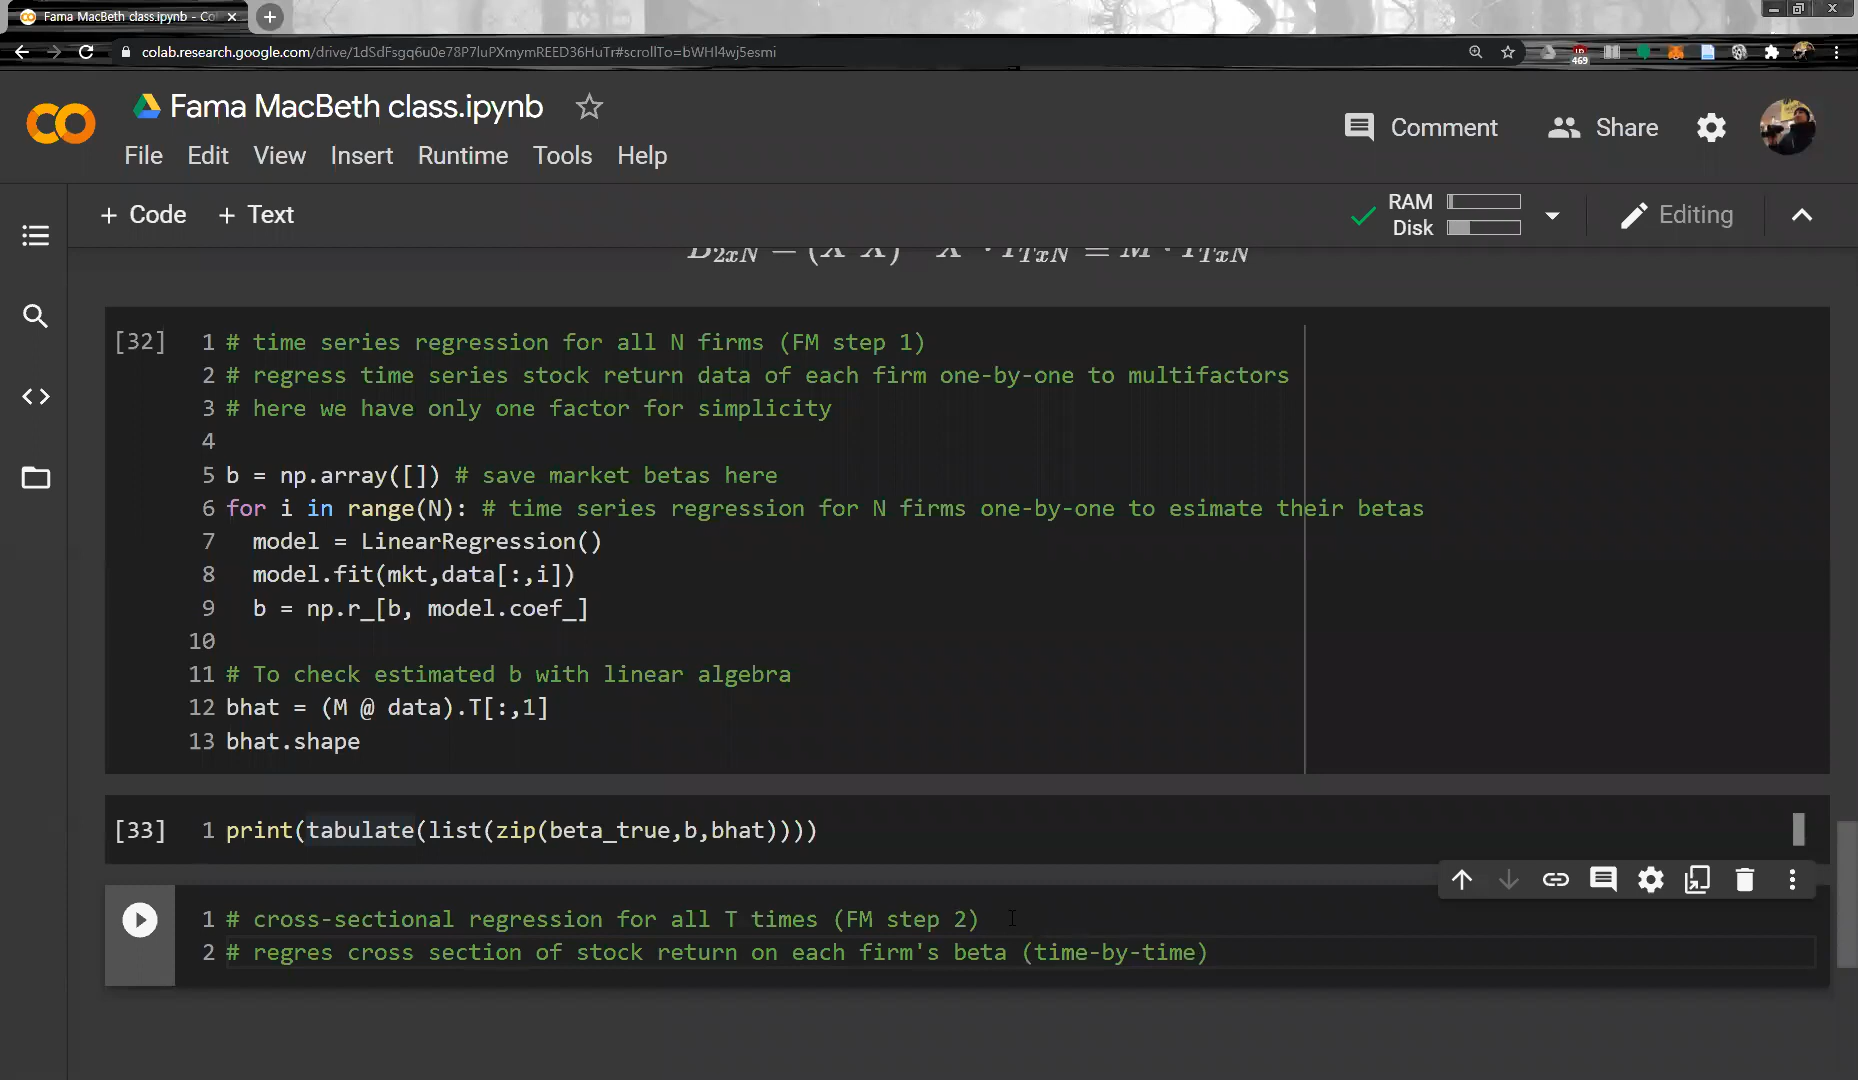 Fama MacBeth class.ipynb - Co
colab.research.google.com/drive/1dSdFsgq6u0e78P7luPXmymREED36HuTr#scrollTo=bWHl4wj5esmi
469
Fama MacBeth class.ipynb
Comment
Share
File Edit View Insert Runtime Tools Help
+ Code + Text
RAM
Disk
Editing
[32]
1 # time series regression for all N firms (FM step 1)
2 # regress time series stock return data of each firm one-by-one to multifactors
3 # here we have only one factor for simplicity
4
5 b = np.array([]) # save market betas here
6 for i in range(N): # time series regression for N firms one-by-one to esimate their betas
7 model = LinearRegression()
8 model.fit(mkt,data[:,i])
9 b = np.r_[b, model.coef_]
10
11 # To check estimated b with linear algebra
12 bhat = (M @ data).T[:,1]
13 bhat.shape
[33]
1 print(tabulate(list(zip(beta_true,b,bhat))))
1 # cross-sectional regression for all T times (FM step 2)
2 # regres cross section of stock return on each firm's beta (time-by-time)